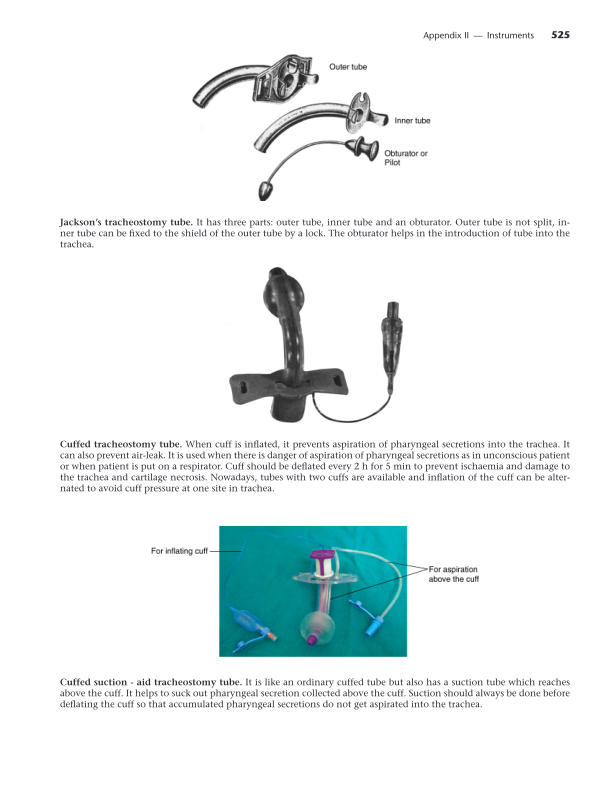 Appendix II — Instruments 525
Outer tube
Inner tube
Obturator or
Pilot
Jackson's tracheostomy tube. It has three parts: outer tube, inner tube and an obturator. Outer tube is not split, in-
ner tube can be fixed to the shield of the outer tube by a lock. The obturator helps in the introduction of tube into the
trachea.
Cuffed tracheostomy tube. When cuff is inflated, it prevents aspiration of pharyngeal secretions into the trachea. It
can also prevent air-leak. It is used when there is danger of aspiration of pharyngeal secretions as in unconscious patient
or when patient is put on a respirator. Cuff should be deflated every 2 h for 5 min to prevent ischaemia and damage to
the trachea and cartilage necrosis. Nowadays, tubes with two cuffs are available and inflation of the cuff can be alter-
nated to avoid cuff pressure at one site in trachea.
For inflating cuff
For aspiration
above the cuff
Cuffed suction - aid tracheostomy tube. It is like an ordinary cuffed tube but also has a suction tube which reaches
above the cuff. It helps to suck out pharyngeal secretion collected above the cuff. Suction should always be done before
deflating the cuff so that accumulated pharyngeal secretions do not get aspirated into the trachea.